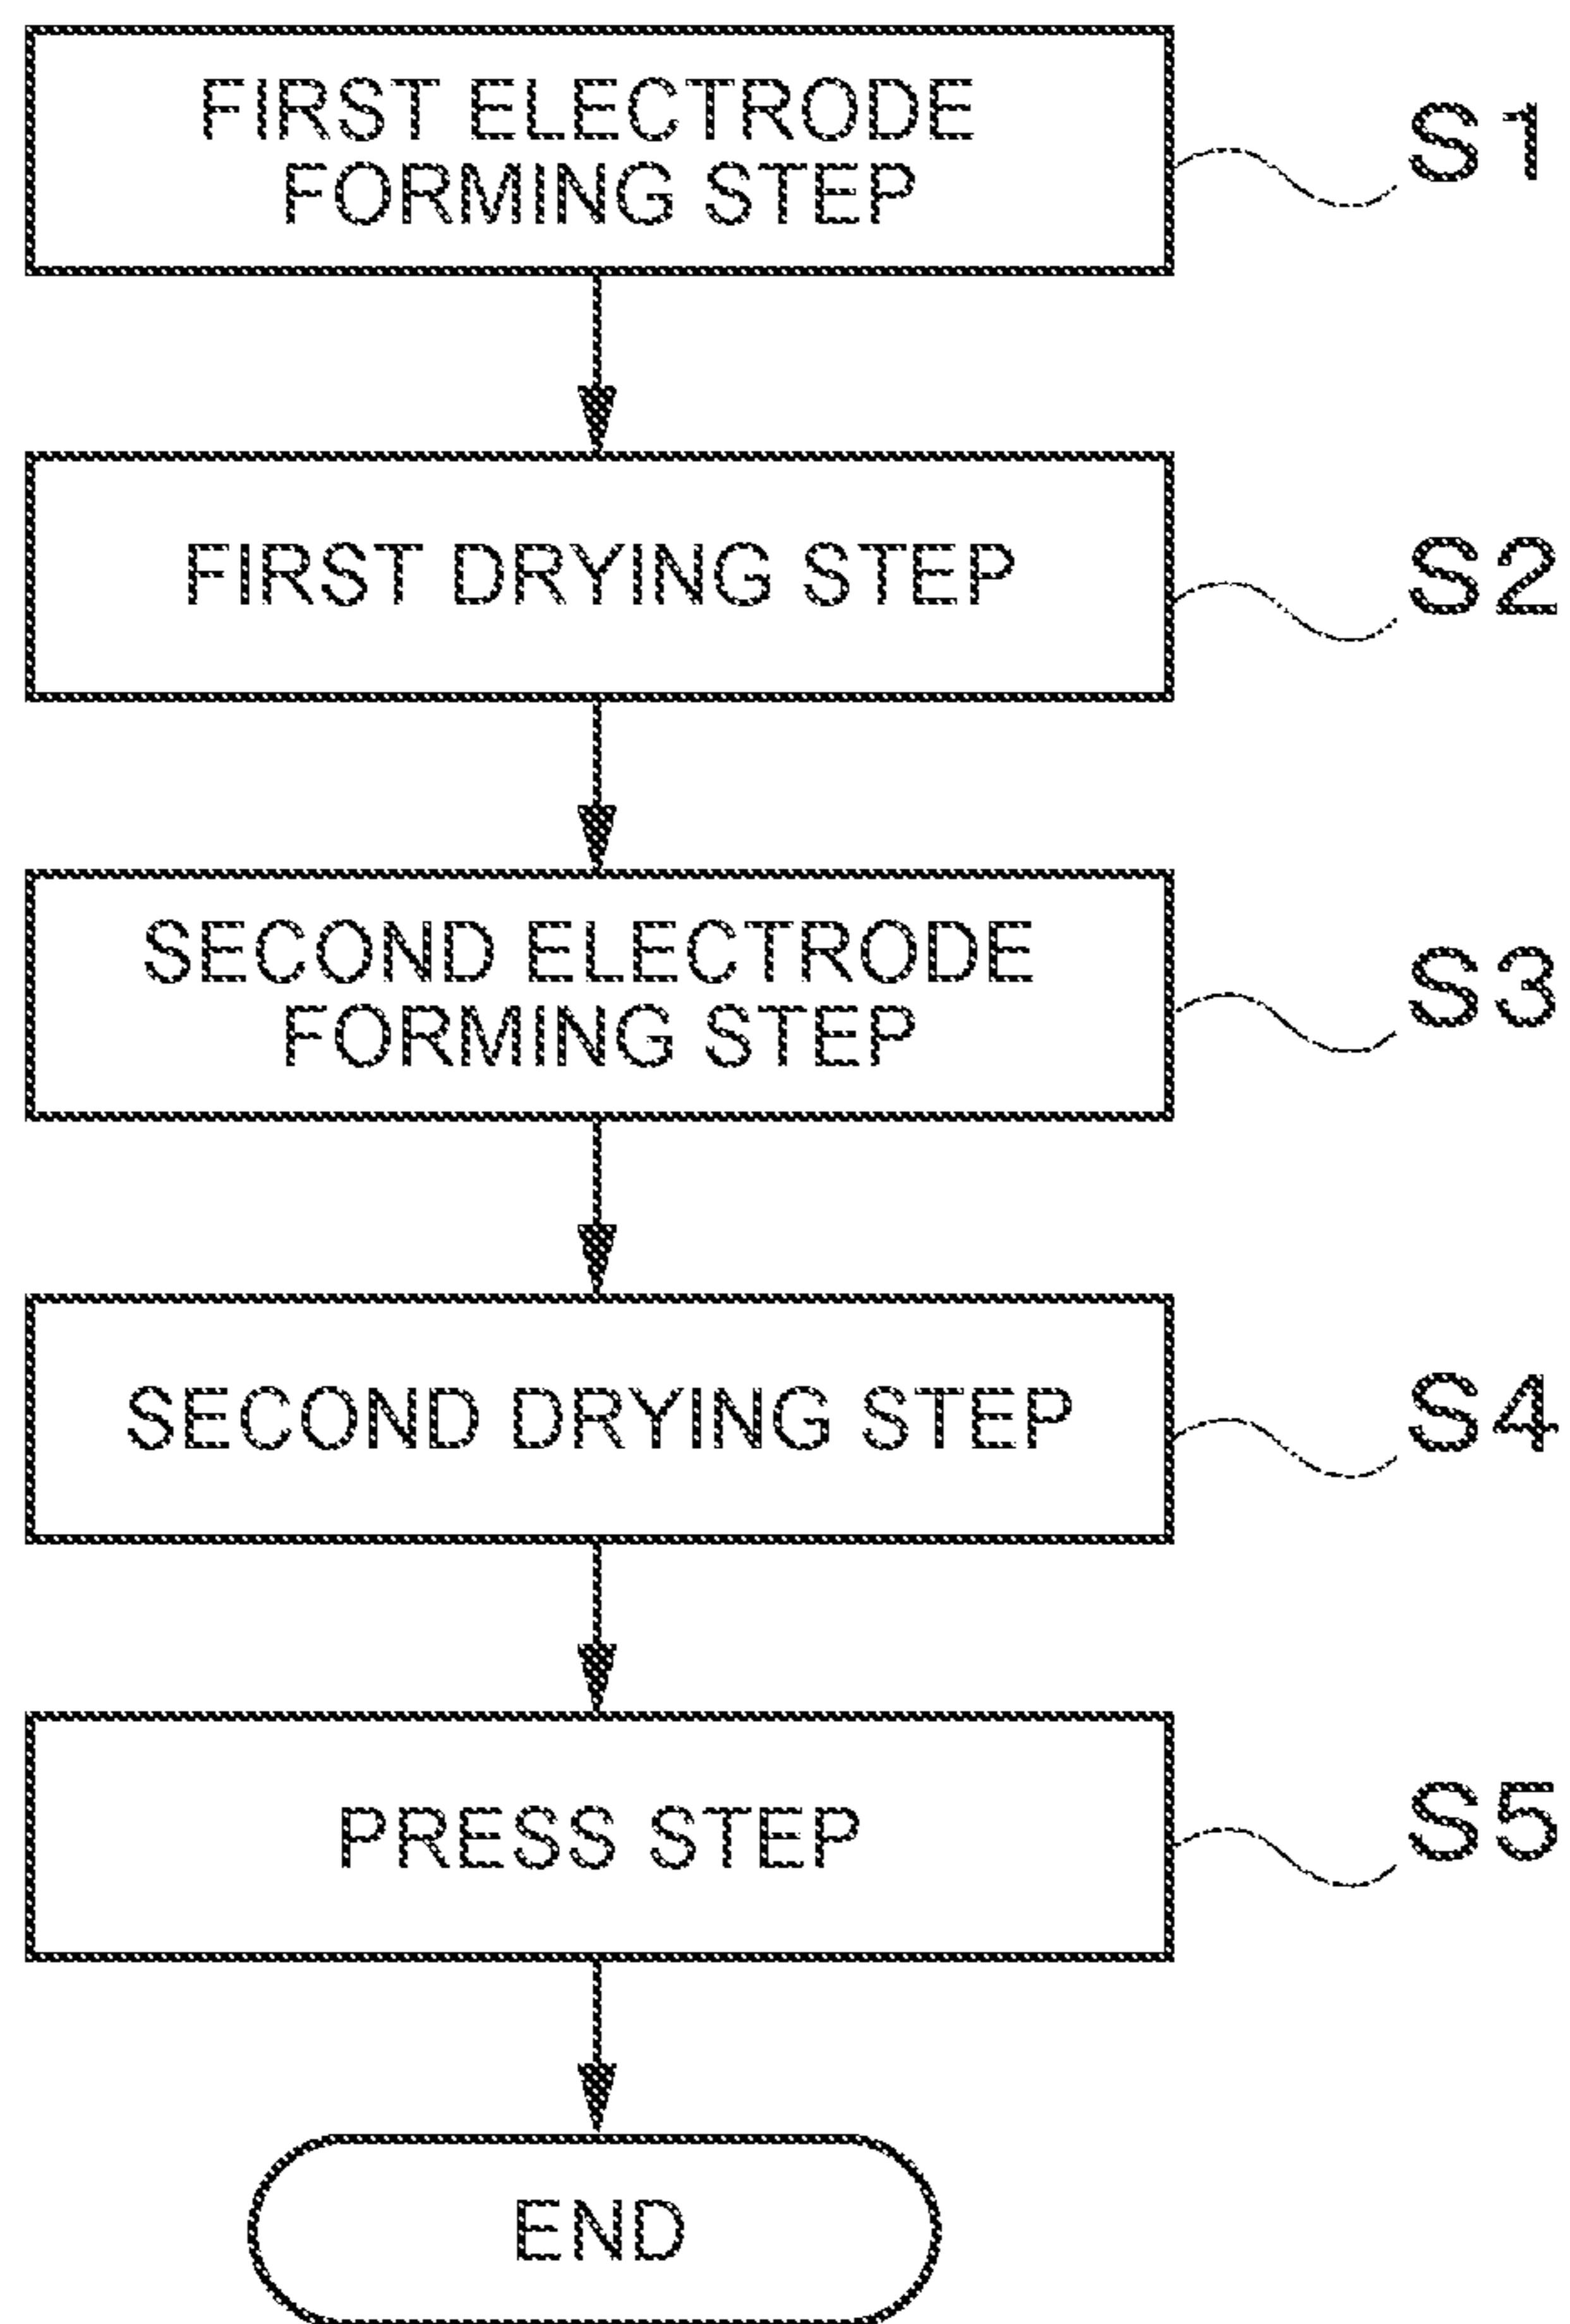 FIRST ELECTRODE
FORMING STEP
S1
FIRST DRYING STEP
S2
SECOND ELECTRODE
FORMING STEP
S3
SECOND DRYING STEP
S4
PRESS STEP
S5
END